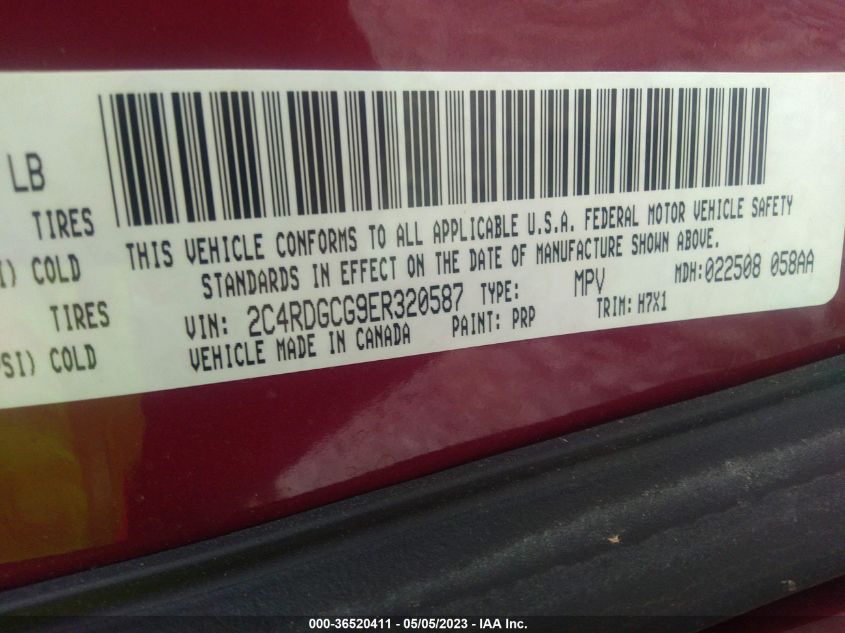 LB
TIRES
I) COLD
TIRES
SI) COLD
THIS VEHICLE CONFORMS TO ALL APPLICABLE U.S.A. FEDERAL MOTOR VEHICLE SAFETY
STANDARDS IN EFFECT ON THE DATE OF MANUFACTURE SHOWN ABOVE.
VIN: 2C4RDGCG9ER320587 TYPE: MPV MDH:022508 058AA
VEHICLE MADE IN CANADA PAINT: PRP TRIM: H7X1
000-36520411 - 05/05/2023 - IAA Inc.